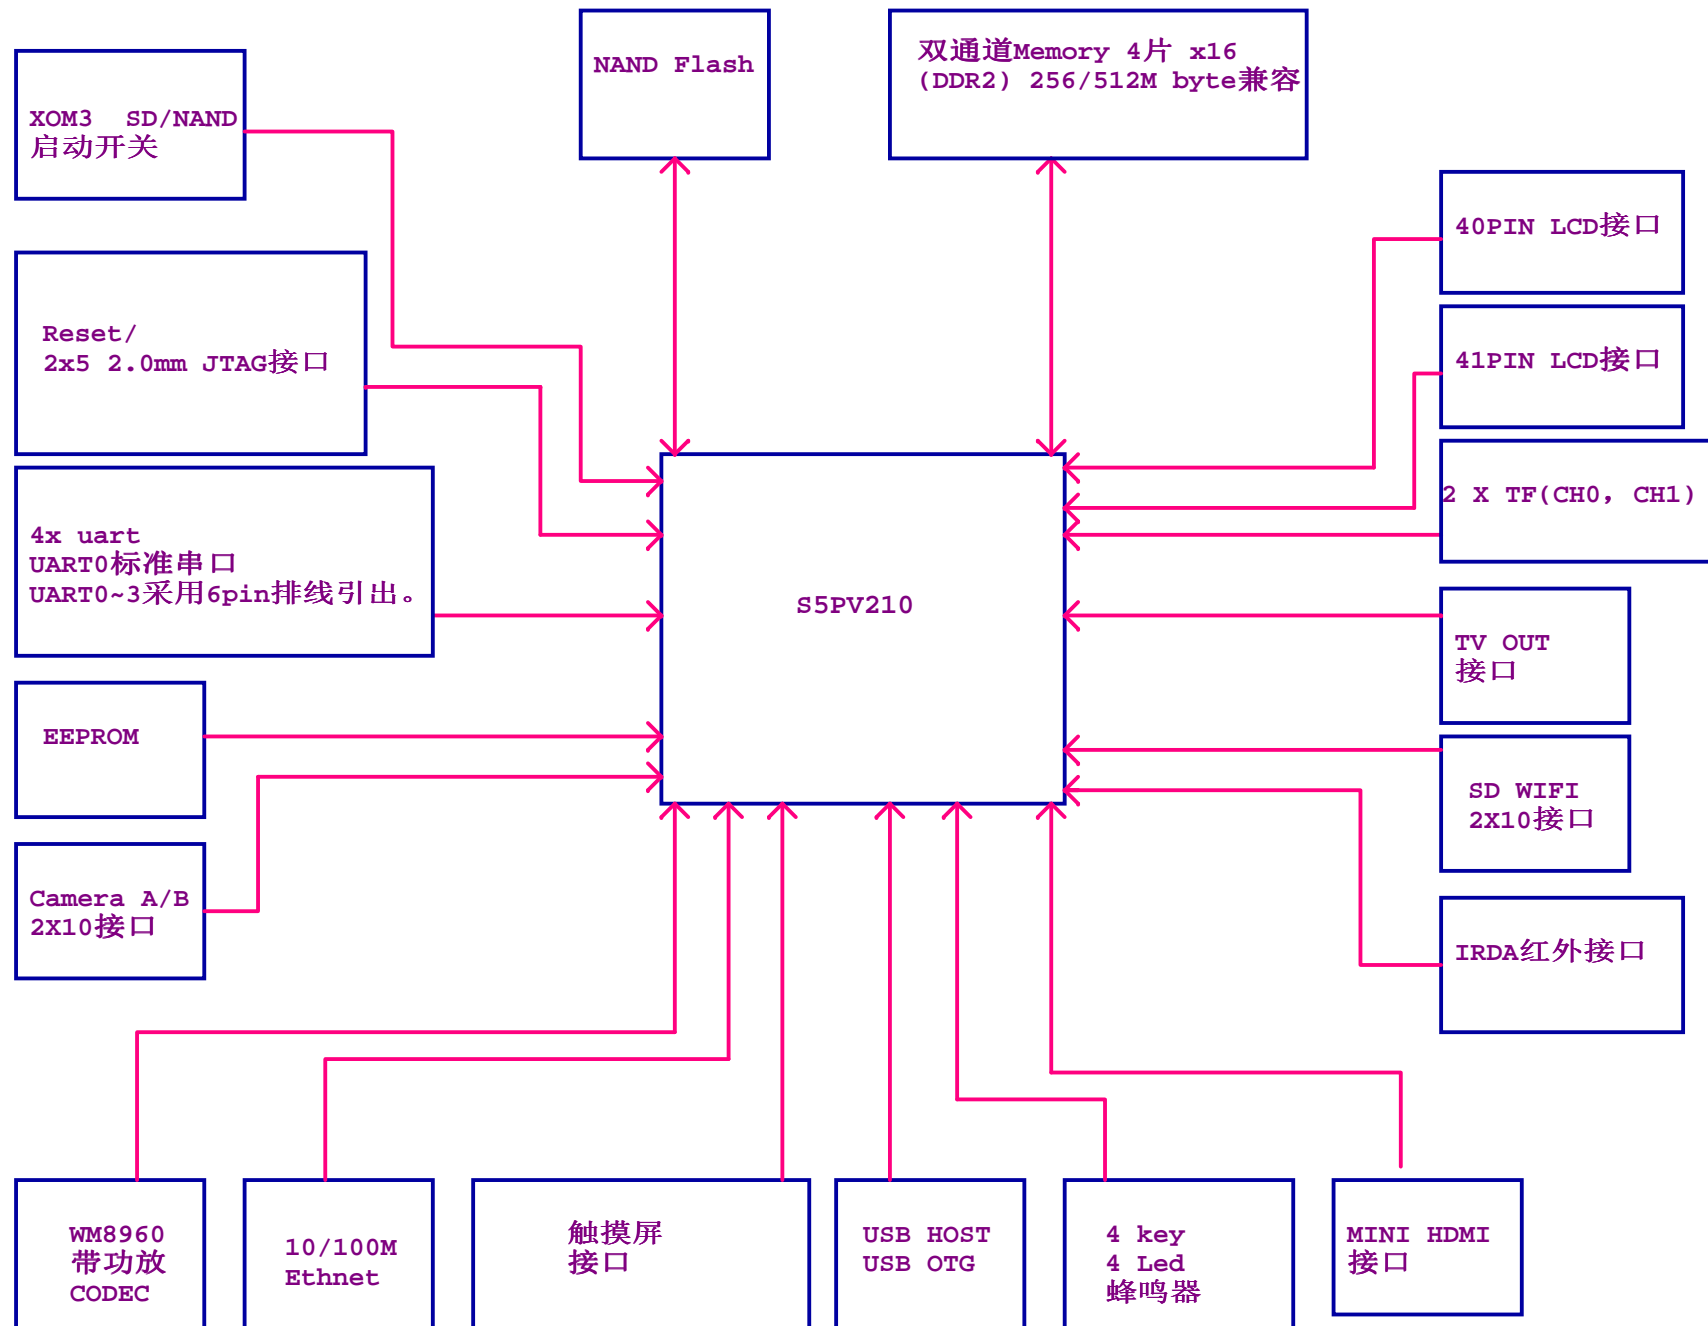 NAND Flash
双通道Memory 4片 x16
(DDR2) 256/512M byte兼容
XOM3 SD/NAND
启动开关
40PIN LCD接口
Reset/
2x5 2.0mm JTAG接口
41PIN LCD接口
2 X TF(CH0, CH1)
4x uart
UART0标准串口
UART0~3采用6pin排线引出。
S5PV210
TV OUT
接口
EEPROM
SD WIFI
2X10接口
Camera A/B
2X10接口
IRDA红外接口
WM8960
带功放
CODEC
10/100M
Ethnet
触摸屏
接口
USB HOST
USB OTG
4 key
4 Led
蜂鸣器
MINI HDMI
接口